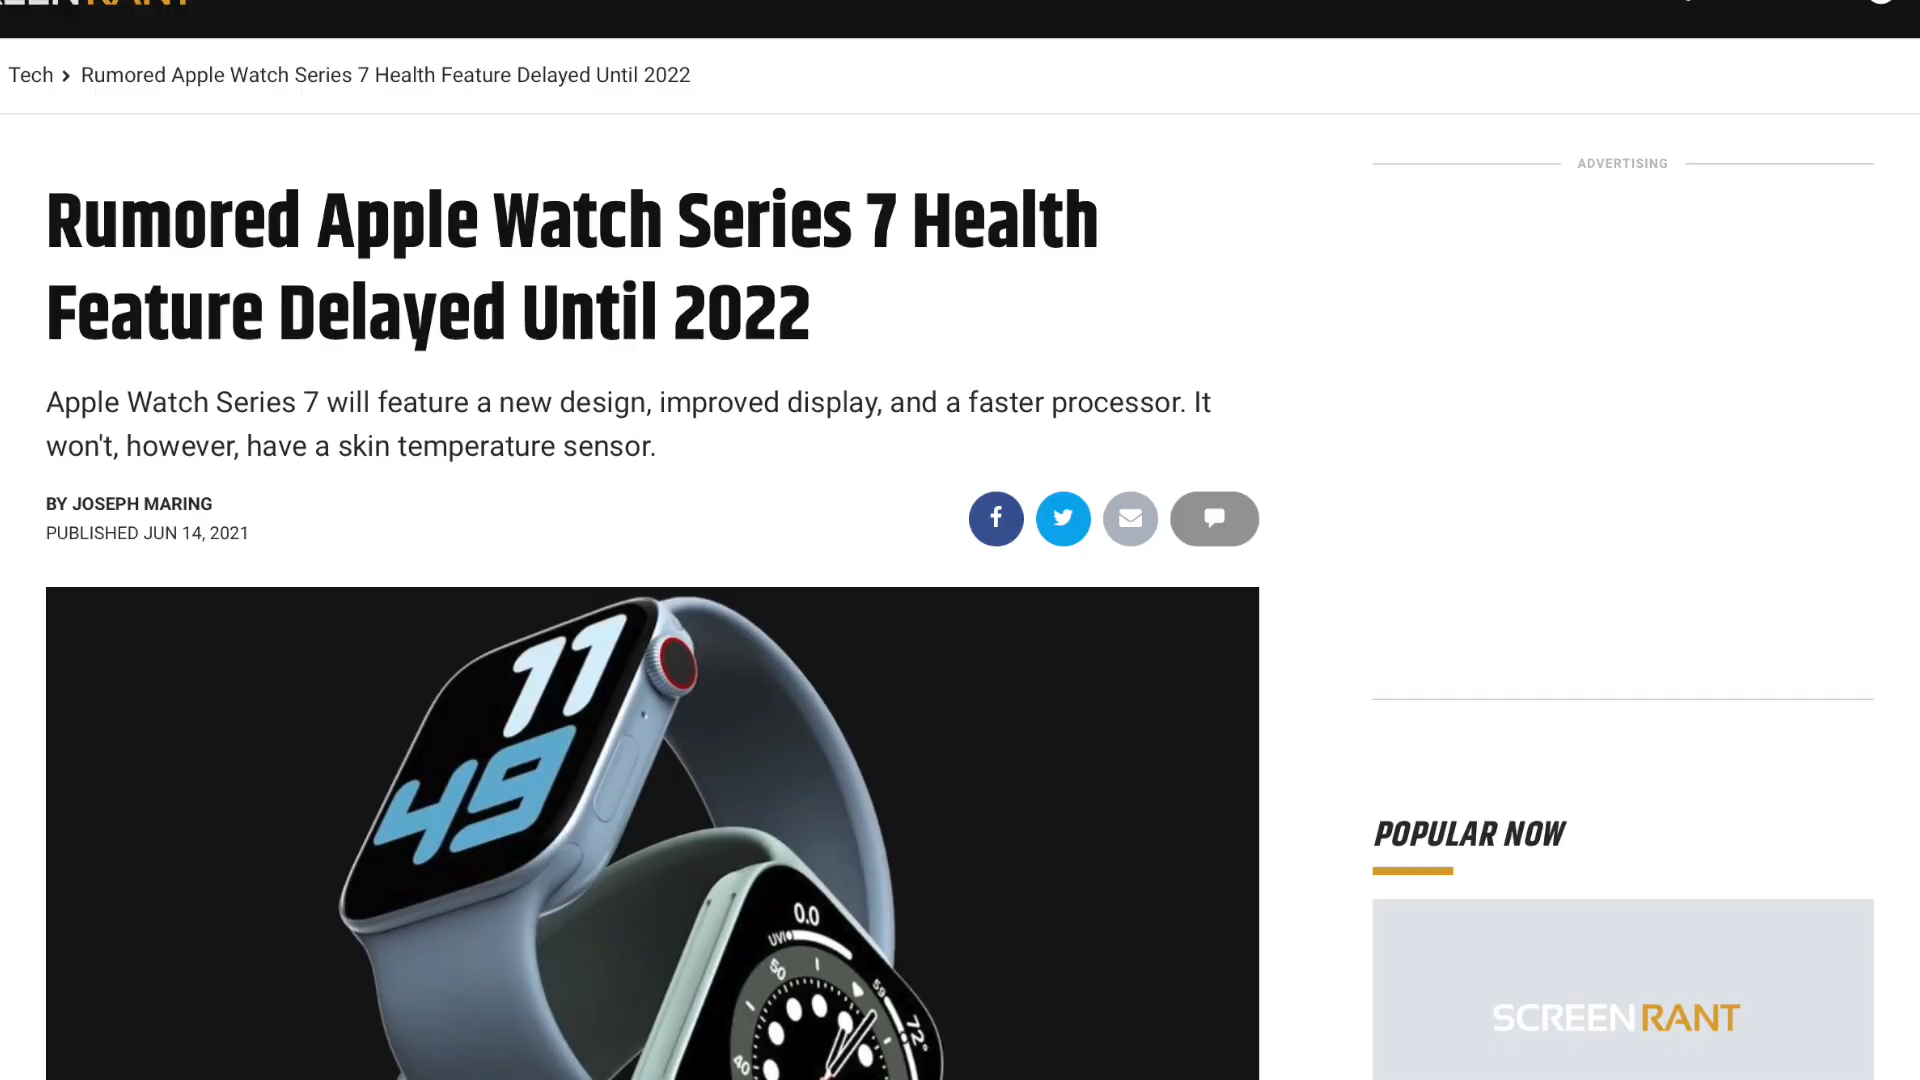 Tech › Rumored Apple Watch Series 7 Health Feature Delayed Until 2022
ADVERTISING
Rumored Apple Watch Series 7 Health
Feature Delayed Until 2022
Apple Watch Series 7 will feature a new design, improved display, and a faster processor. It
won't, however, have a skin temperature sensor.
BY JOSEPH MARING
PUBLISHED JUN 14, 2021
11
49
0.0
UVI
50
59
72°
40
POPULAR NOW
SCREENRANT